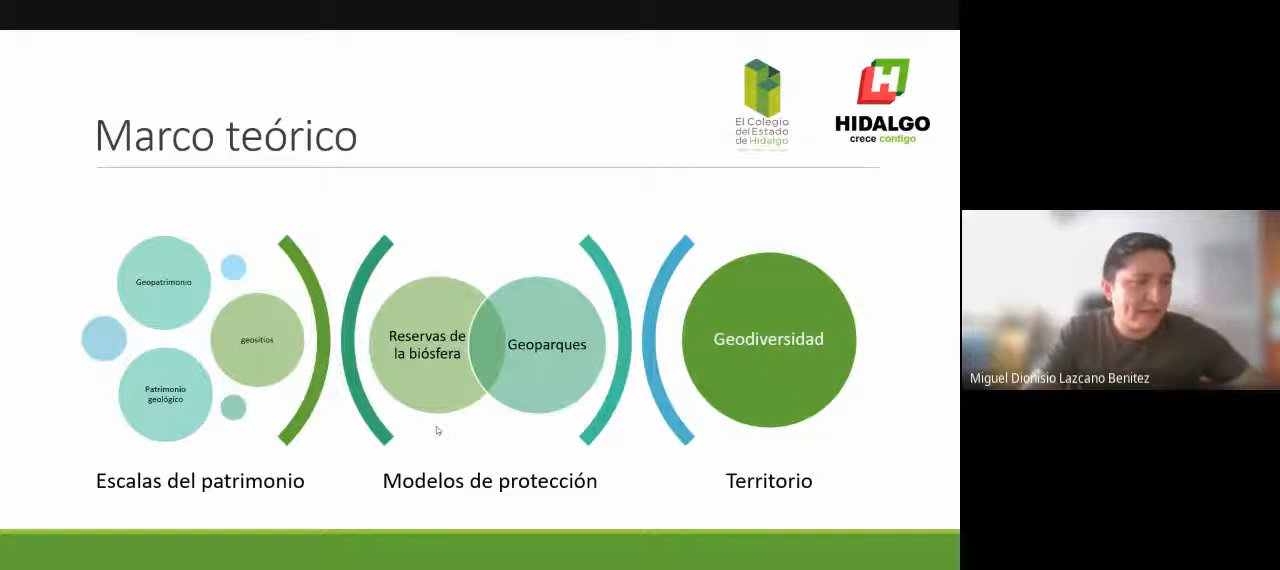 Marco teórico
El Colegio
del Estado
de Hidalgo
HIDALGO
crece contigo
Geopatrimonio
geositios
Patrimonio
geológico
Reservas de
la biósfera
Geoparques
Geodiversidad
Escalas del patrimonio
Modelos de protección
Territorio
Miguel Dionisio Lazcano Benitez